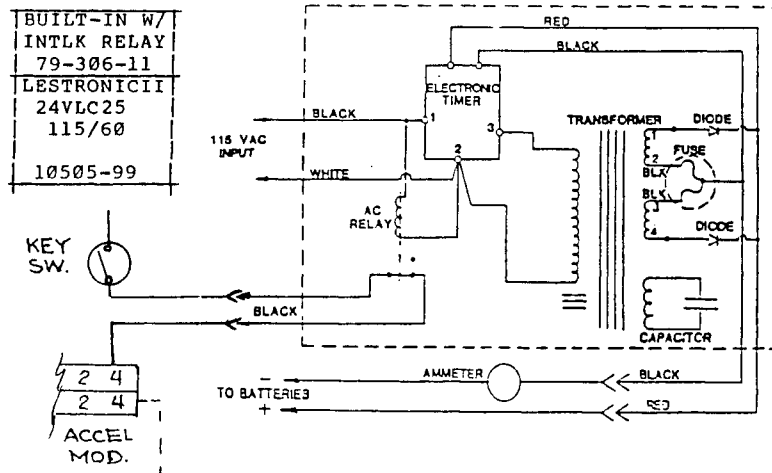 BUILT-IN W/
INTLK RELAY
79-306-11
LESTRONICII
24VLC25
115/60
10505-99
RED
BLACK
ELECTRONIC
TIMER
BLACK
1
2
3
115 VAC
INPUT
WHITE
AC
RELAY
TRANSFORMER
DIODE
1
2
FUSE
BLK
BLK
3
4
DIODE
CAPACITOR
KEY
SW.
BLACK
2 4
2 4
ACCEL
MOD.
AMMETER
BLACK
-
TO BATTERIES
+
RED